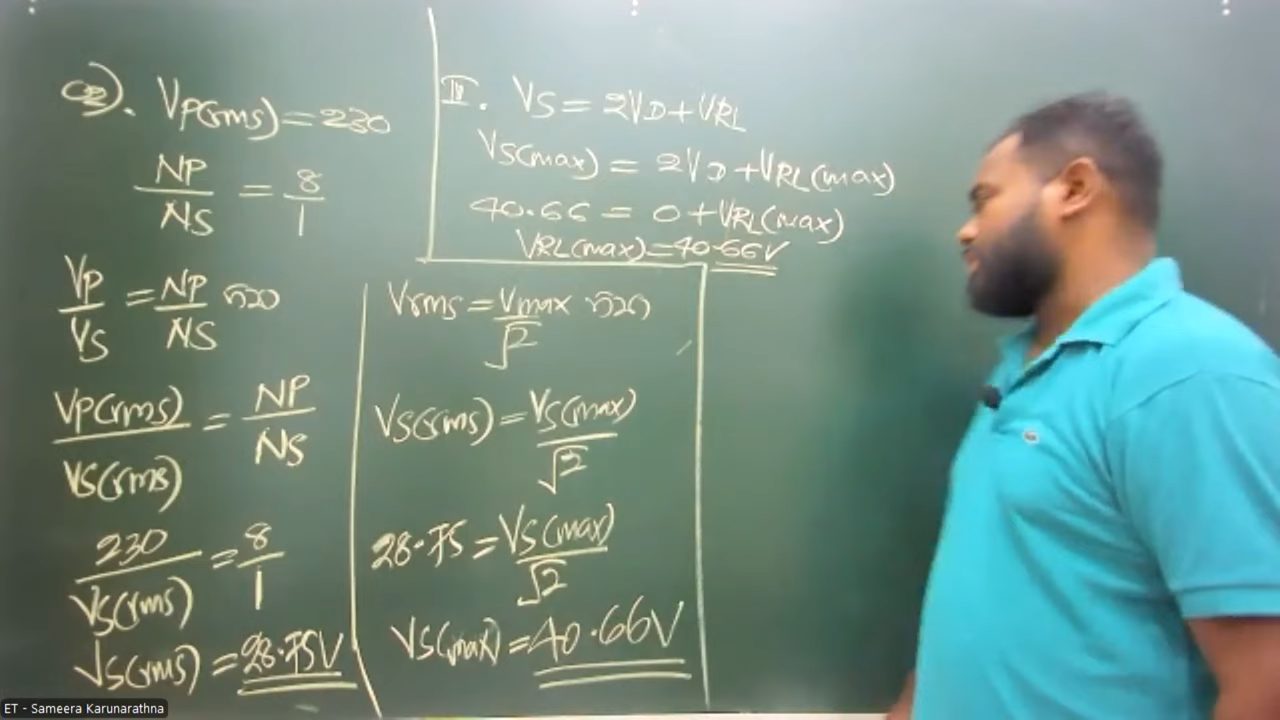 Q2). VP(rms) = 230
NP/NS = 8/1
VP/VS = NP/NS නිසා
VP(rms)/VS(rms) = NP/NS
230/VS(rms) = 8/1
VS(rms) = 28.75V
Vrms = Vmax/√2 නිසා
VS(rms) = VS(max)/√2
28.75 = VS(max)/√2
VS(max) = 40.66V
II. VS = 2VD + VRL
VS(max) = 2VD + VRL(max)
40.66 = 0 + VRL(max)
VRL(max) = 40.66V
ET - Sameera Karunarathna